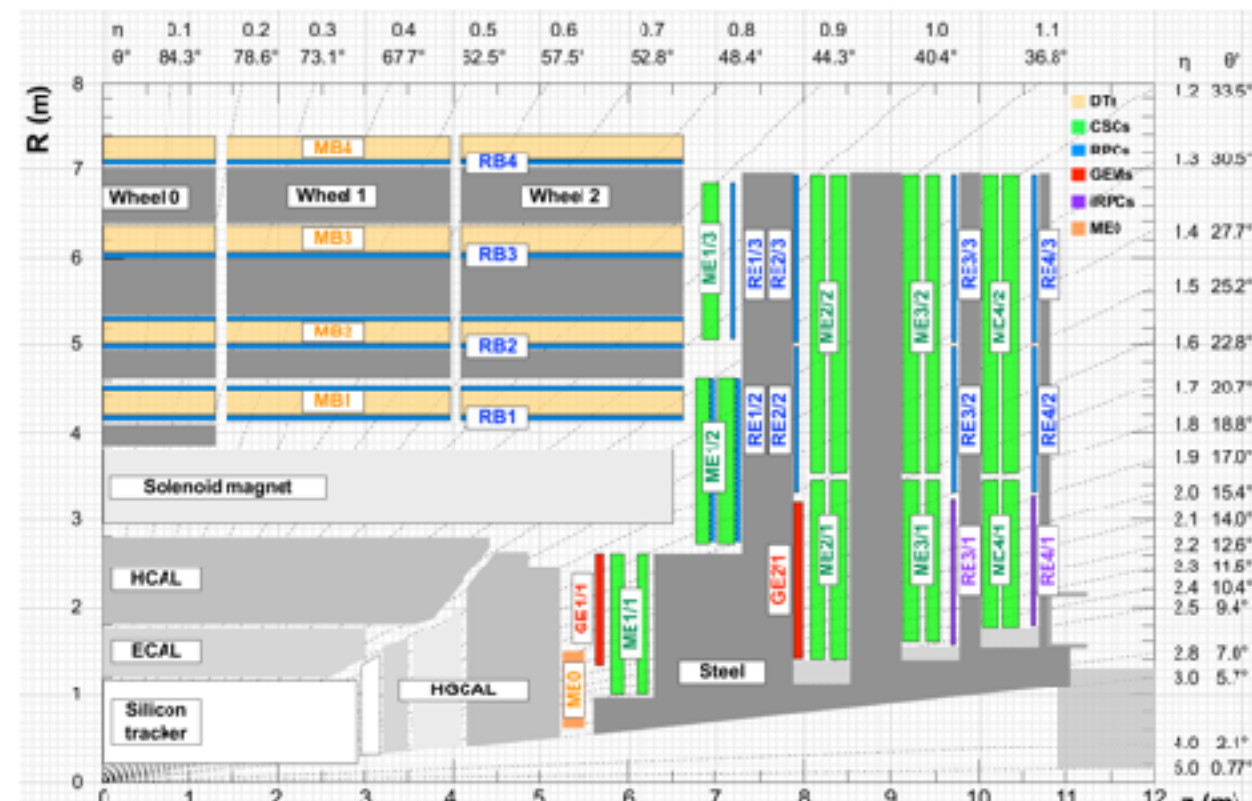 η 0.1 0.2 0.3 0.4 0.5 0.6 0.7 0.8 0.9 1.0 1.1
θ° 84.3° 78.6° 73.1° 67.7° 62.5° 57.5° 52.8° 48.4° 44.3° 40.4° 36.8° η θ°
R (m)
8
7
6
5
4
3
2
1
0
1.2 33.5°
1.3 30.5°
1.4 27.7°
1.5 25.2°
1.6 22.8°
1.7 20.7°
1.8 18.8°
1.9 17.0°
2.0 15.4°
2.1 14.0°
2.2 12.6°
2.3 11.5°
2.4 10.4°
2.5 9.4°
2.8 7.0°
3.0 5.7°
4.0 2.1°
5.0 0.77°
DTs
CSCs
RPCs
GEMs
iRPCs
ME0
MB4
RB4
Wheel 0
Wheel 1
Wheel 2
MB3
RB3
MB2
RB2
MB1
RB1
Solenoid magnet
HCAL
ECAL
Silicon
tracker
HGCAL
Steel
ME0
GE1/1
ME1/1
ME1/2
ME1/3
RE1/3
RE2/3
RE1/2
RE2/2
GE2/1
ME2/2
ME2/1
ME3/2
ME3/1
RE3/3
RE3/2
RE3/1
ME4/2
ME4/1
RE4/3
RE4/2
RE4/1
0 1 2 3 4 5 6 7 8 9 10 11 12
z (m)